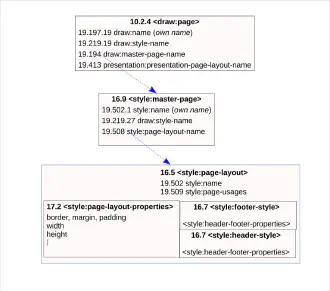 10.2.4 <draw:page>
19.197.19 draw:name (own name)
19.219.19 draw:style-name
19.194 draw:master-page-name
19.413 presentation:presentation-page-layout-name
16.9 <style:master-page>
19.502.1 style:name (own name)
19.219.27 draw:style-name
19.508 style:page-layout-name
16.5 <style:page-layout>
19.502 style:name
19.509 style:page-usages
17.2 <style:page-layout-properties>
border, margin, padding
width
height
16.7 <style:footer-style>
<style:header-footer-properties>
16.7 <style:header-style>
<style:header-footer-properties>